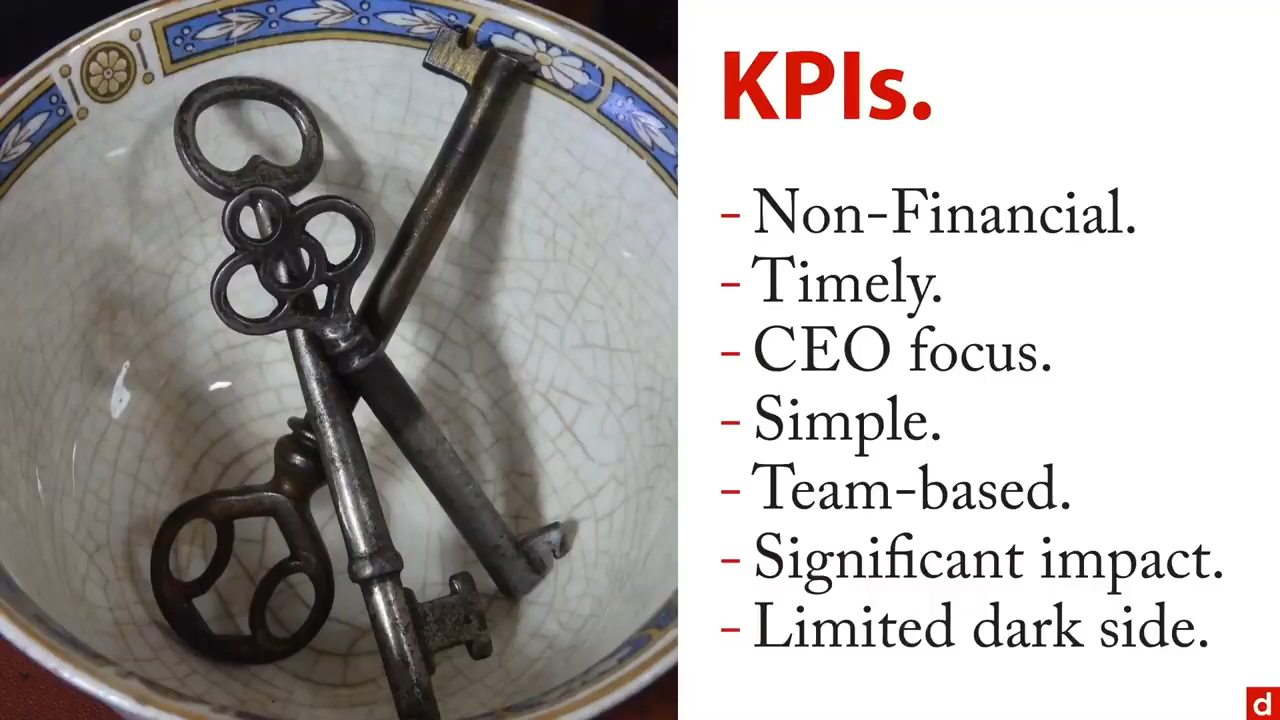 KPIs.
- Non-Financial.
- Timely.
- CEO focus.
- Simple.
- Team-based.
- Significant impact.
- Limited dark side.
d